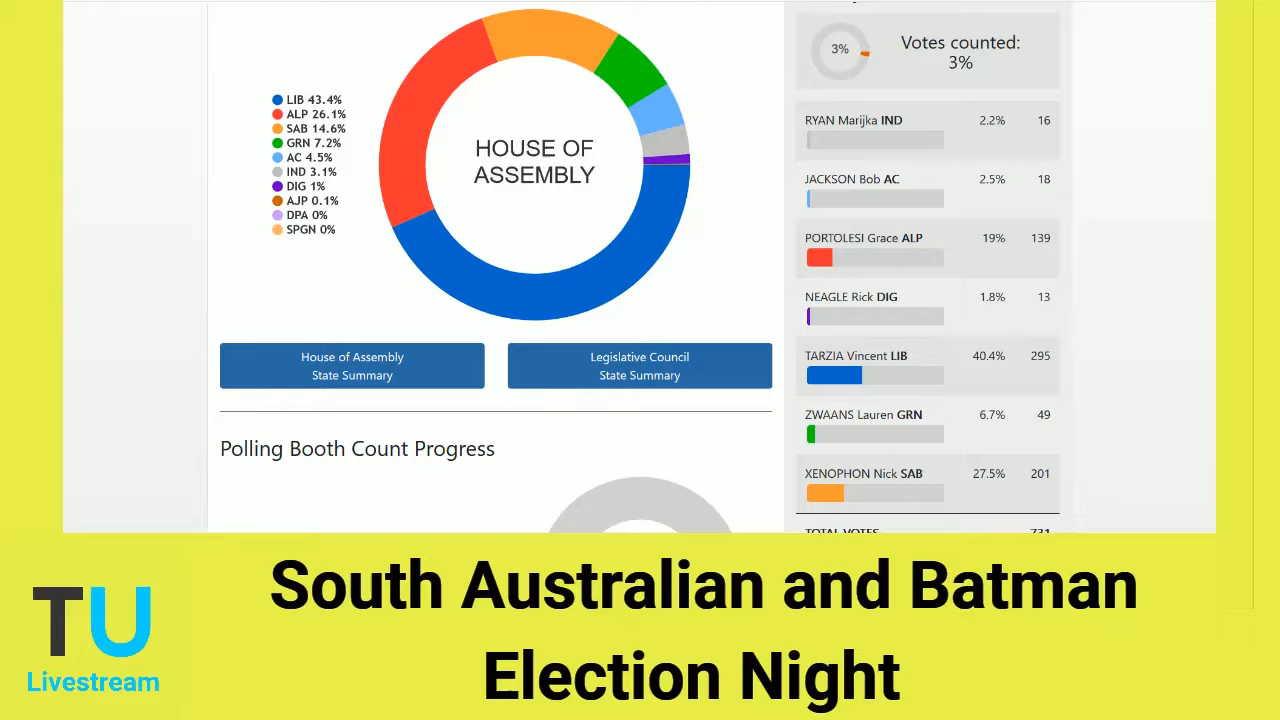 LIB 43.4%
ALP 26.1%
SAB 14.6%
GRN 7.2%
AC 4.5%
IND 3.1%
DIG 1%
AJP 0.1%
DPA 0%
SPGN 0%
HOUSE OF
ASSEMBLY
House of Assembly
State Summary
Legislative Council
State Summary
Polling Booth Count Progress
3%
Votes counted:
3%
RYAN Marijka IND 2.2% 16
JACKSON Bob AC 2.5% 18
PORTOLESI Grace ALP 19% 139
NEAGLE Rick DIG 1.8% 13
TARZIA Vincent LIB 40.4% 295
ZWAANS Lauren GRN 6.7% 49
XENOPHON Nick SAB 27.5% 201
TOTAL VOTES 731
TU
Livestream
South Australian and Batman
Election Night